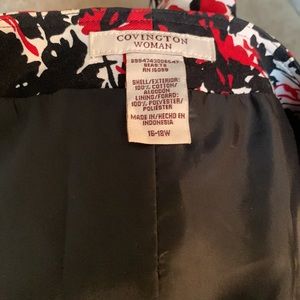 COVINGTON
WOMAN
SEARS
RN 15099
SHELL/EXTERIOR:
100% COTTON/
ALGODON
LINING/FORRO:
100% POLYESTER/
POLIESTER
MADE IN/HECHO EN
INDONESIA
16-18W